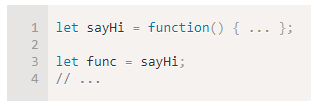 1 let sayHi = function() { ... };
2
3 let func = sayHi;
4 // ...